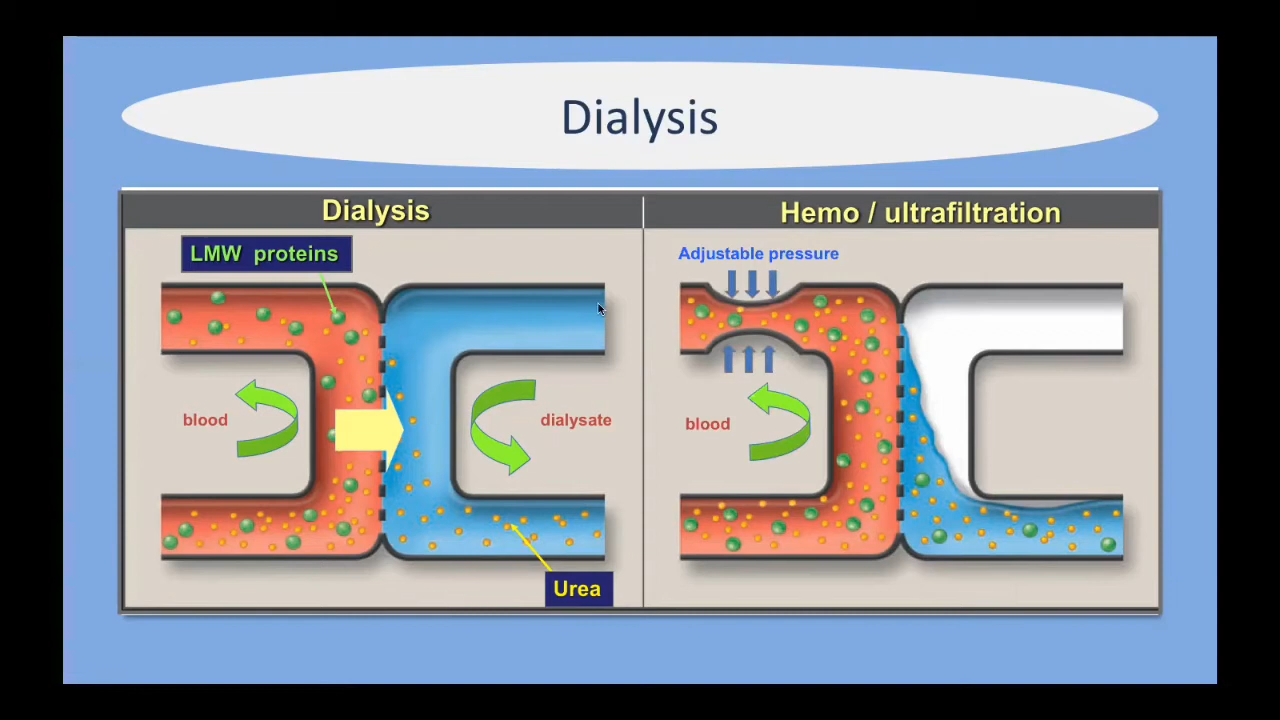 Dialysis
Dialysis
LMW proteins
blood
dialysate
Urea
Hemo / ultrafiltration
Adjustable pressure
blood